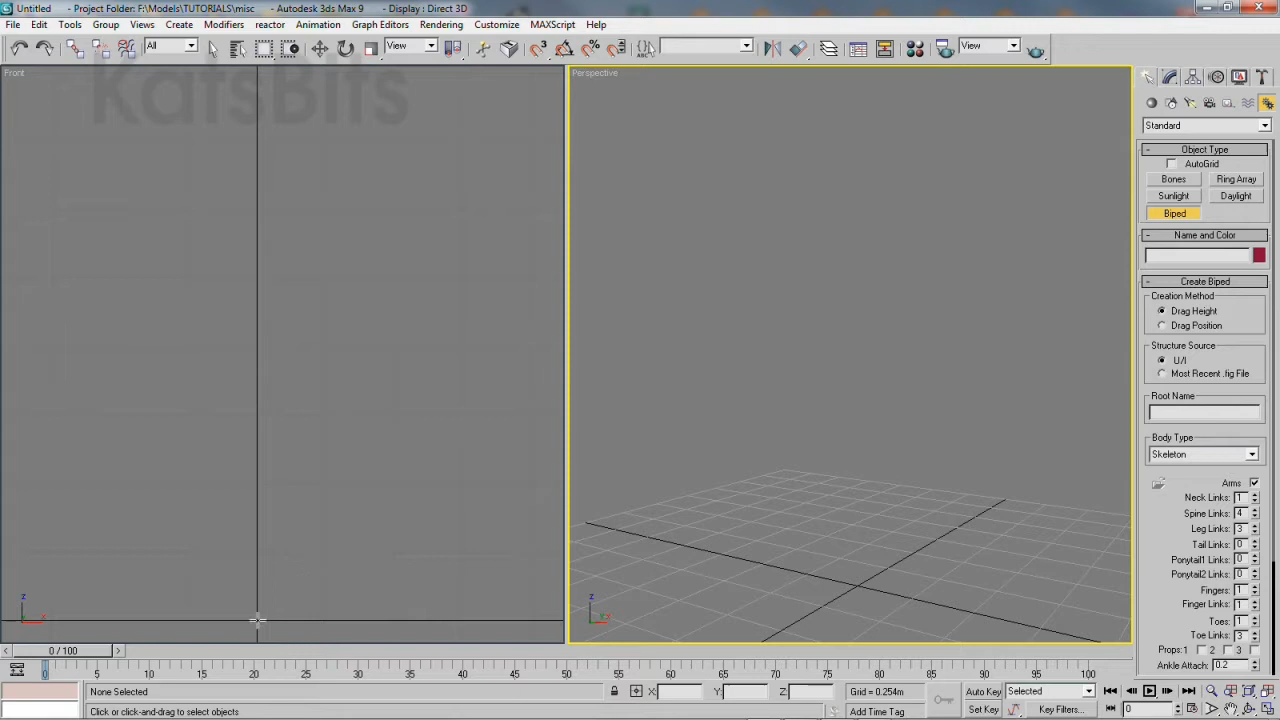 Untitled - Project Folder: F:\Models\TUTORIALS\misc - Autodesk 3ds Max 9 - Display : Direct 3D
File Edit Tools Group Views Create Modifiers reactor Animation Graph Editors Rendering Customize MAXScript Help
All View View
Front Perspective
KatsBits
Standard
- Object Type
AutoGrid
Bones Ring Array
Sunlight Daylight
Biped
- Name and Color
- Create Biped
Creation Method
Drag Height
Drag Position
Structure Source
U/I
Most Recent .fig File
Root Name
Body Type
Skeleton
Arms
Neck Links: 1
Spine Links: 4
Leg Links: 3
Tail Links: 0
Ponytail1 Links: 0
Ponytail2 Links: 0
Fingers: 1
Finger Links: 1
Toes: 1
Toe Links: 3
Props: 1 2 3
Ankle Attach: 0.2
z x
z y x
< 0 / 100 >
0 5 10 15 20 25 30 35 40 45 50 55 60 65 70 75 80 85 90 95 100
None Selected X: Y: Z: Grid = 0.254m Auto Key Selected
Click or click-and-drag to select objects Add Time Tag Set Key Key Filters... 0